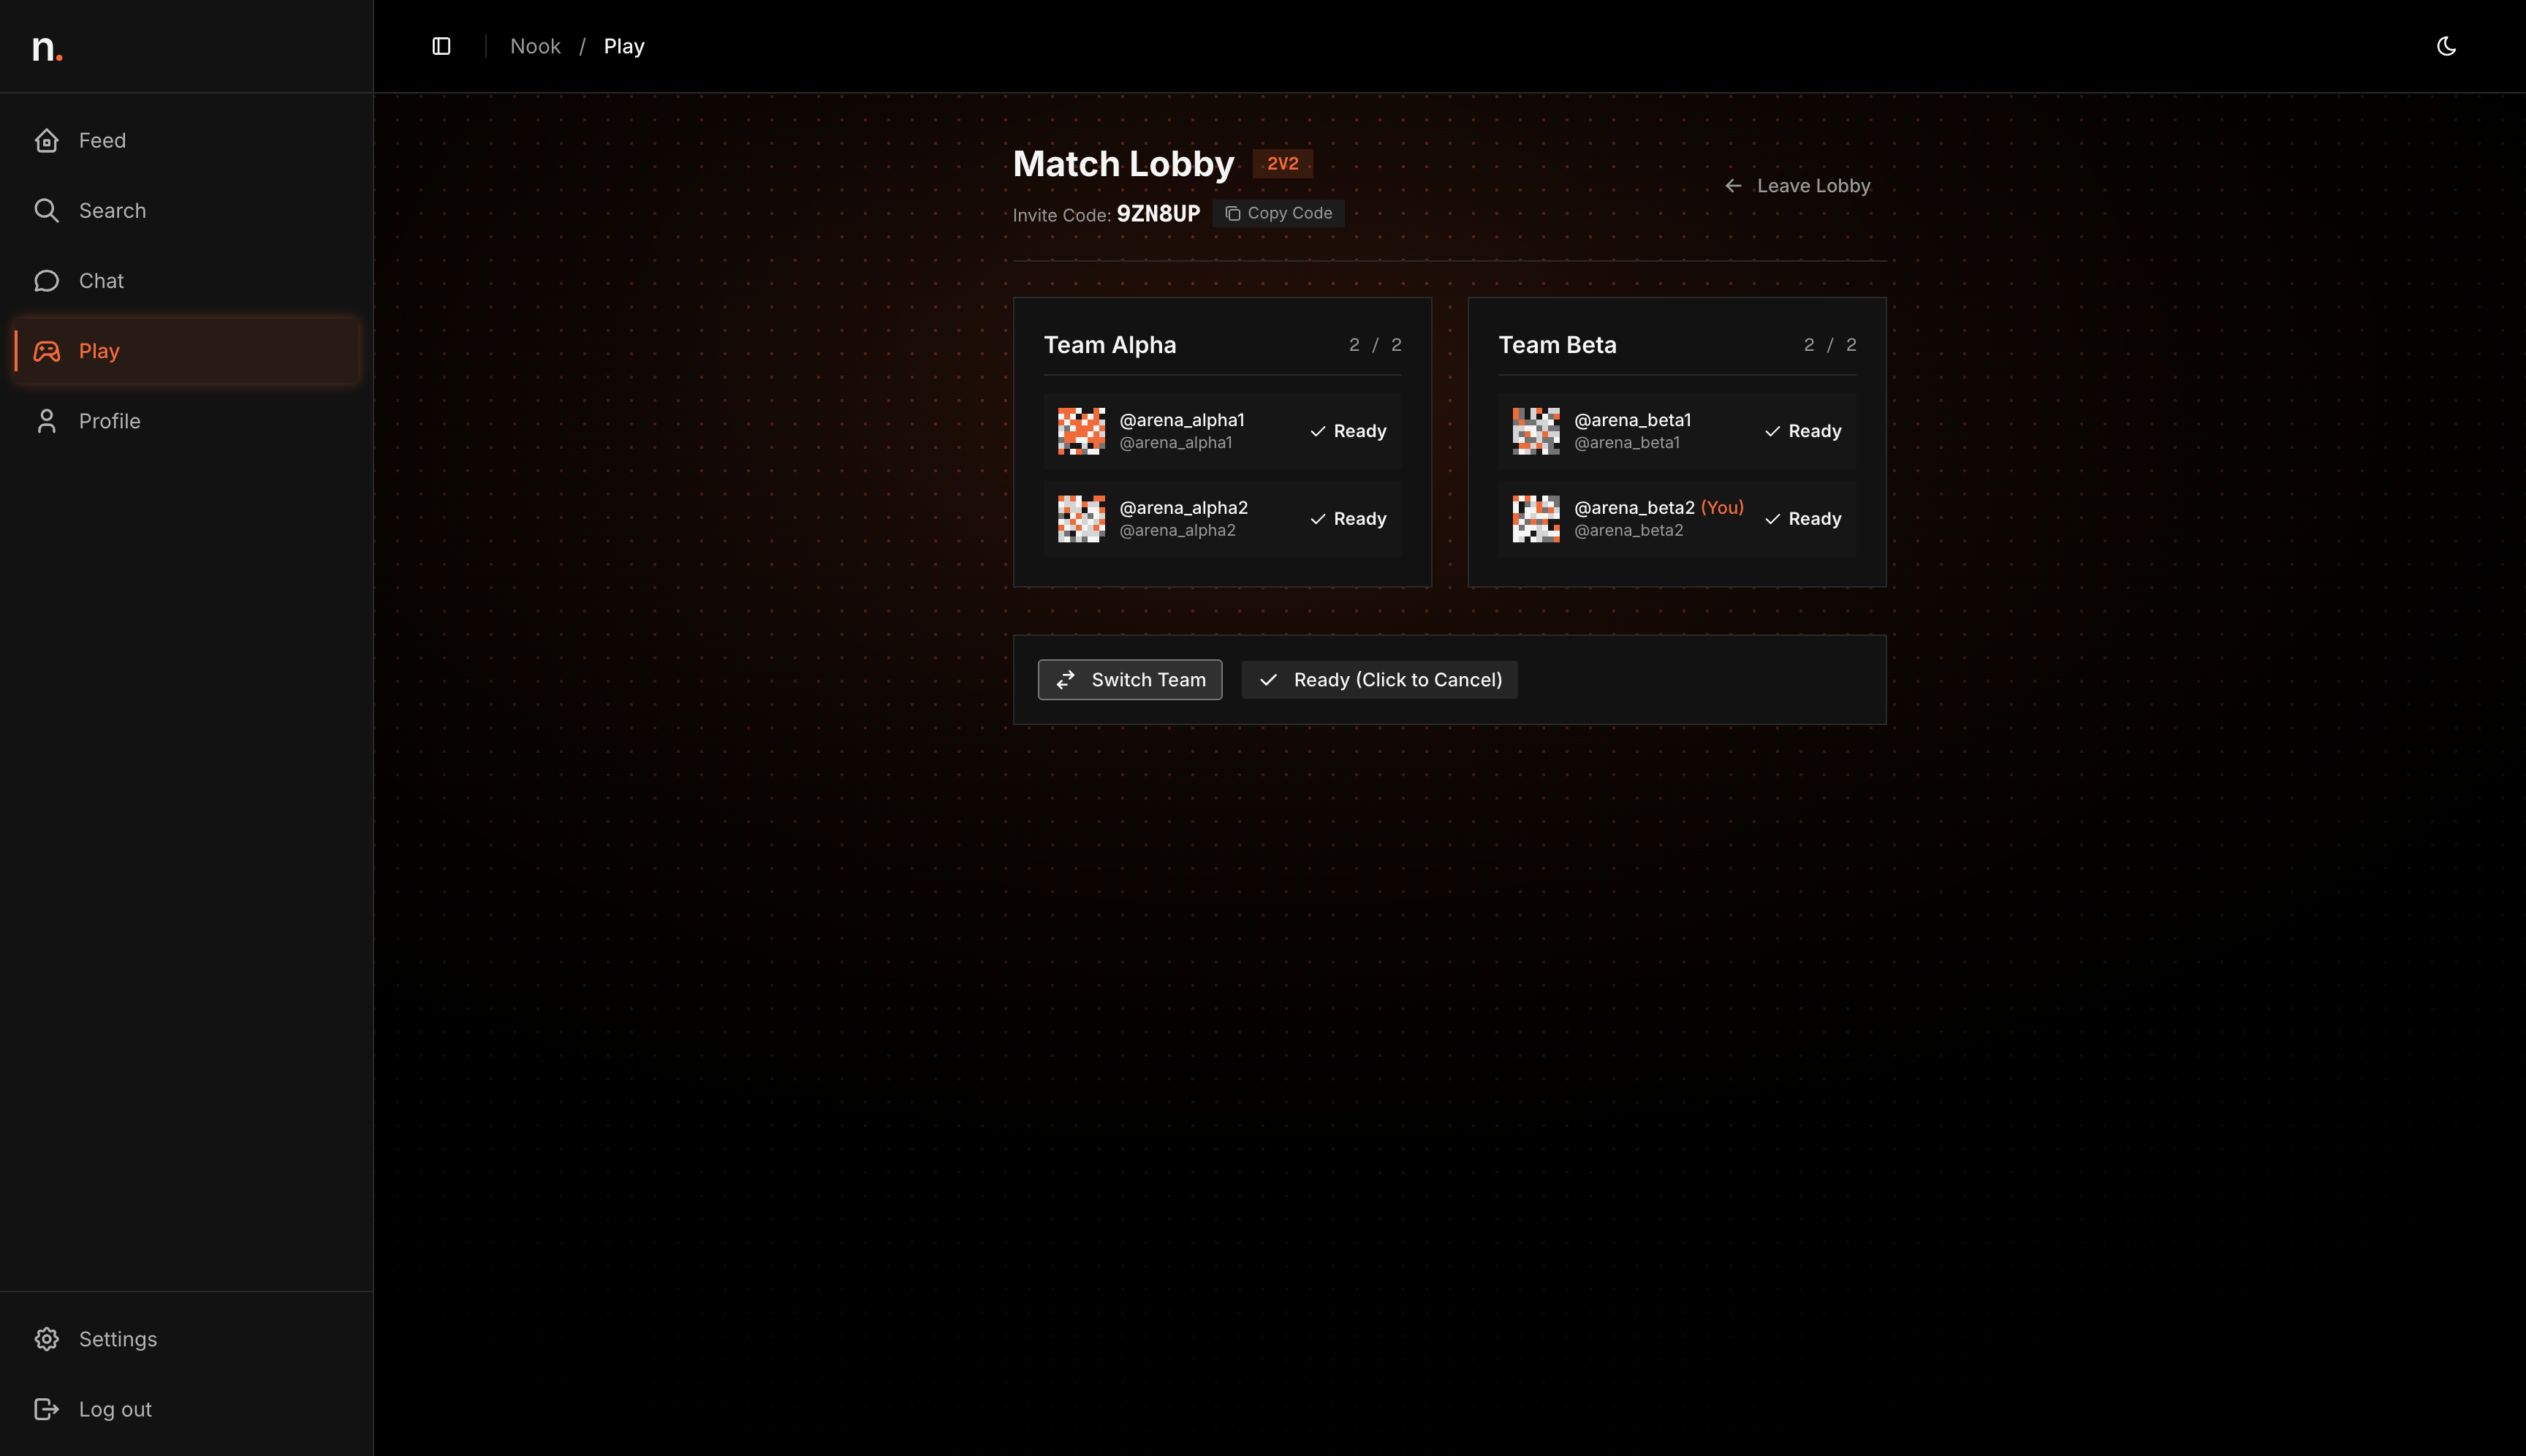 n.
Nook / Play
Feed
Search
Chat
Play
Profile
Settings
Log out
Match Lobby 2V2
Invite Code: 9ZN8UP Copy Code
Leave Lobby
Team Alpha 2 / 2
@arena_alpha1
@arena_alpha1
Ready
@arena_alpha2
@arena_alpha2
Ready
Team Beta 2 / 2
@arena_beta1
@arena_beta1
Ready
@arena_beta2 (You)
@arena_beta2
Ready
Switch Team
Ready (Click to Cancel)